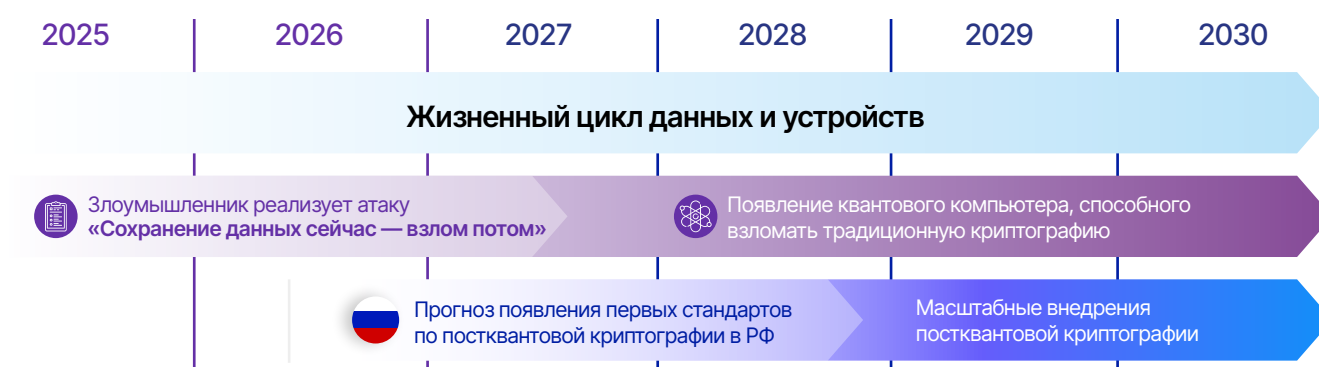 2025 2026 2027 2028 2029 2030
Жизненный цикл данных и устройств
Злоумышленник реализует атаку
«Сохранение данных сейчас — взлом потом»
Появление квантового компьютера, способного
взломать традиционную криптографию
Прогноз появления первых стандартов
по постквантовой криптографии в РФ
Масштабные внедрения
постквантовой криптографии